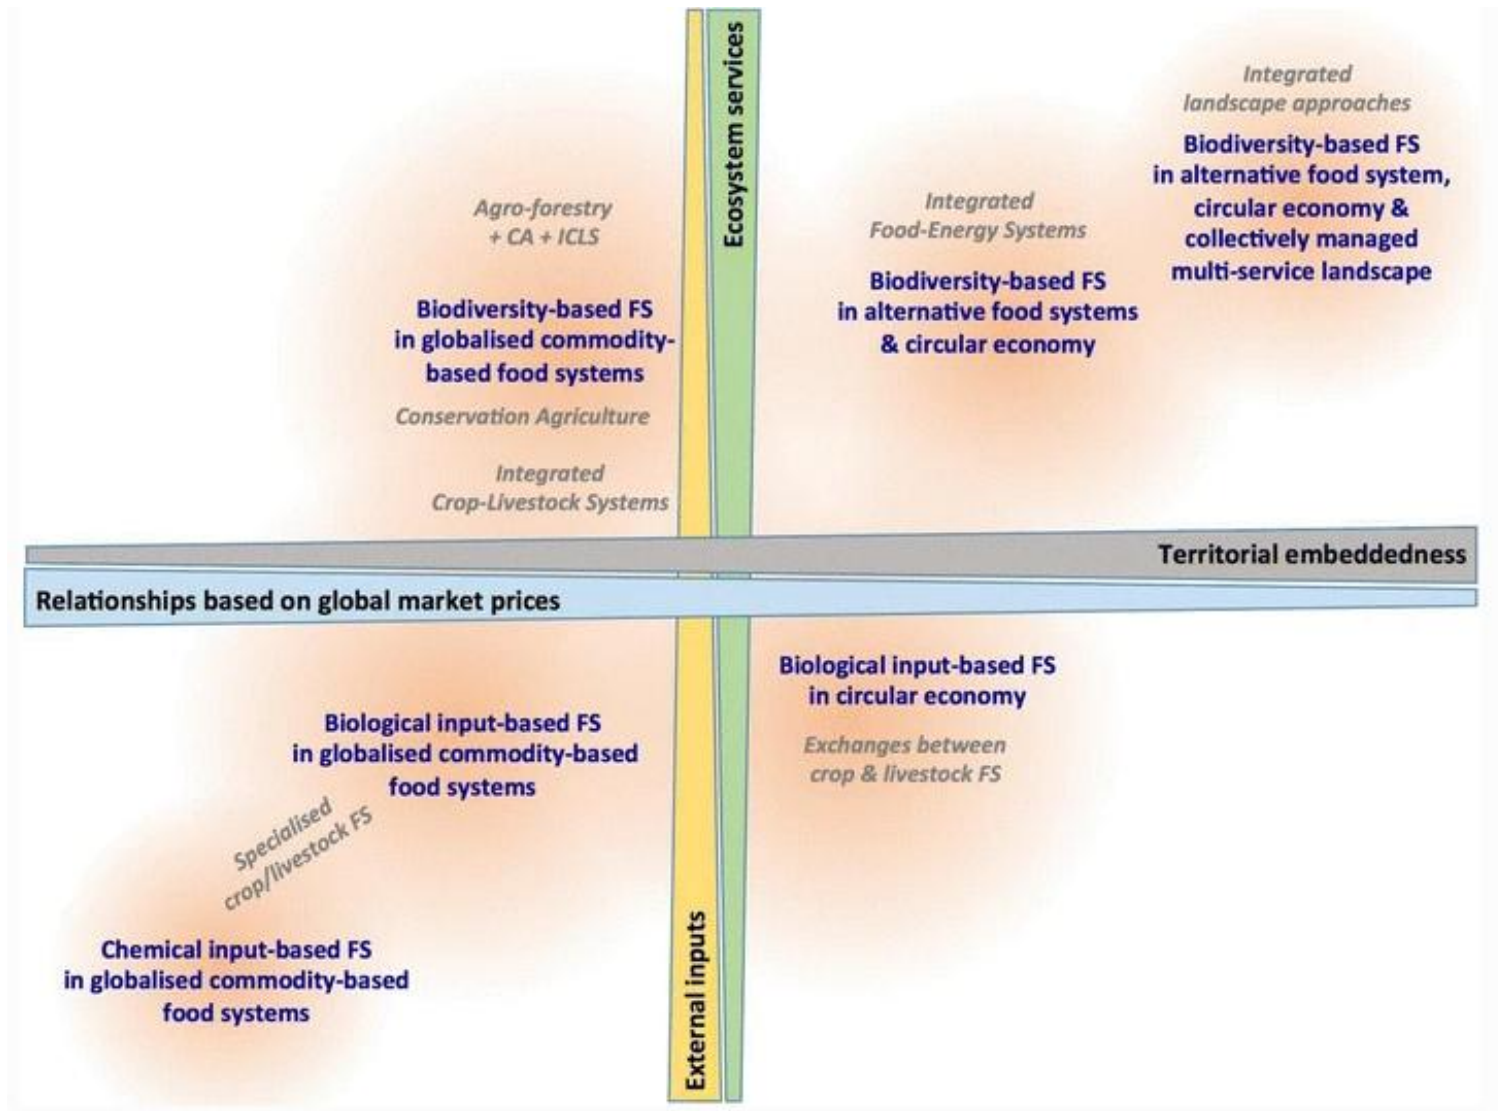 Ecosystem services
Integrated
landscape approaches
Biodiversity-based FS
in alternative food system,
circular economy &
collectively managed
multi-service landscape
Agro-forestry
+ CA + ICLS
Biodiversity-based FS
in globalised commodity-
based food systems
Conservation Agriculture
Integrated
Crop-Livestock Systems
Integrated
Food-Energy Systems
Biodiversity-based FS
in alternative food systems
& circular economy
Territorial embeddedness
Relationships based on global market prices
Biological input-based FS
in globalised commodity-based
food systems
Specialised
crop/livestock FS
Chemical input-based FS
in globalised commodity-based
food systems
Biological input-based FS
in circular economy
Exchanges between
crop & livestock FS
External inputs